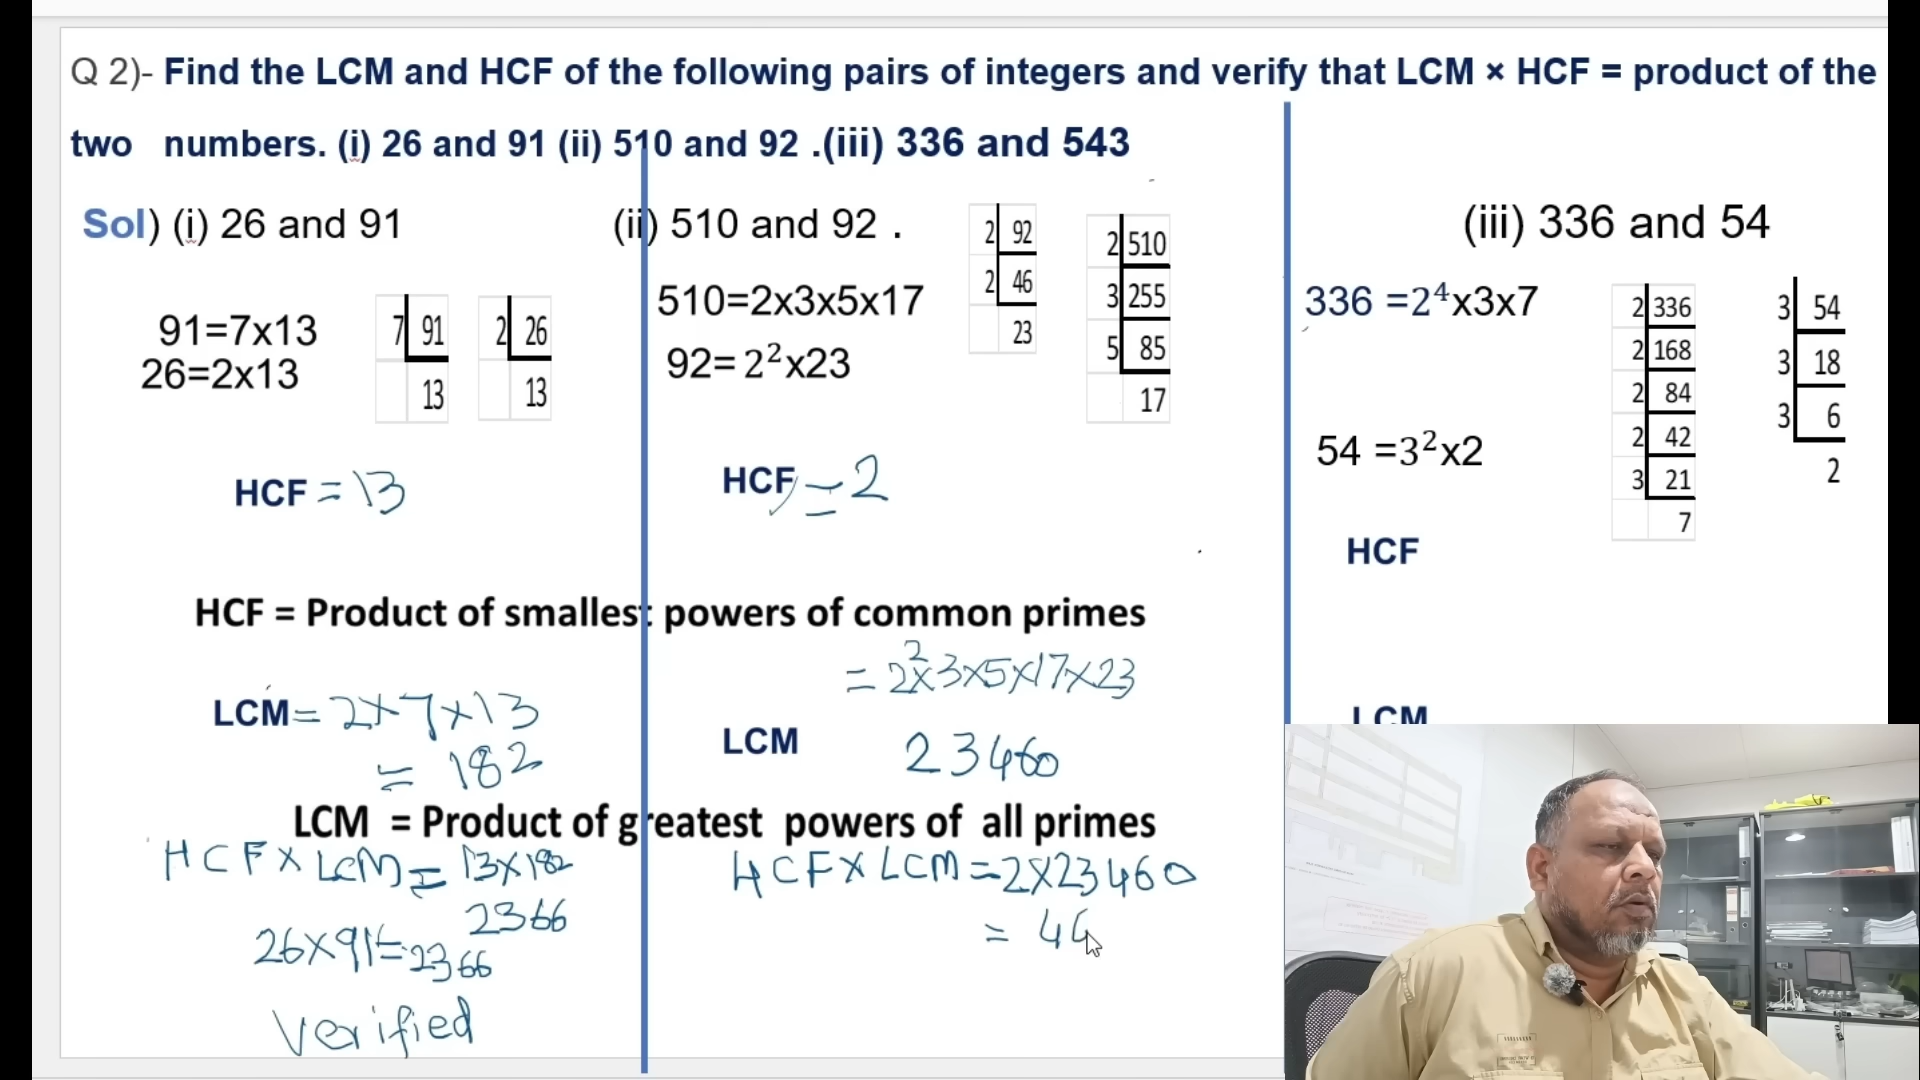 Q 2)- Find the LCM and HCF of the following pairs of integers and verify that LCM × HCF = product of the
two numbers. (i) 26 and 91 (ii) 510 and 92 .(iii) 336 and 543
Sol) (i) 26 and 91
91=7x13
26=2x13
7 91
13
2 26
13
HCF = 13
(ii) 510 and 92 .
510=2x3x5x17
92= 2²x23
2 92
2 46
23
2 510
3 255
5 85
17
HCF = 2
(iii) 336 and 54
336 =2⁴x3x7
54 =3²x2
2 336
2 168
2 84
2 42
3 21
7
3 54
3 18
3 6
2
HCF
HCF = Product of smallest powers of common primes
LCM = 2x7x13
= 182
= 2²x3x5x17x23
LCM 23460
LCM
LCM = Product of greatest powers of all primes
HCF x LCM = 13x182
2366
26x91=2366
Verified
HCF x LCM = 2x23460
= 46